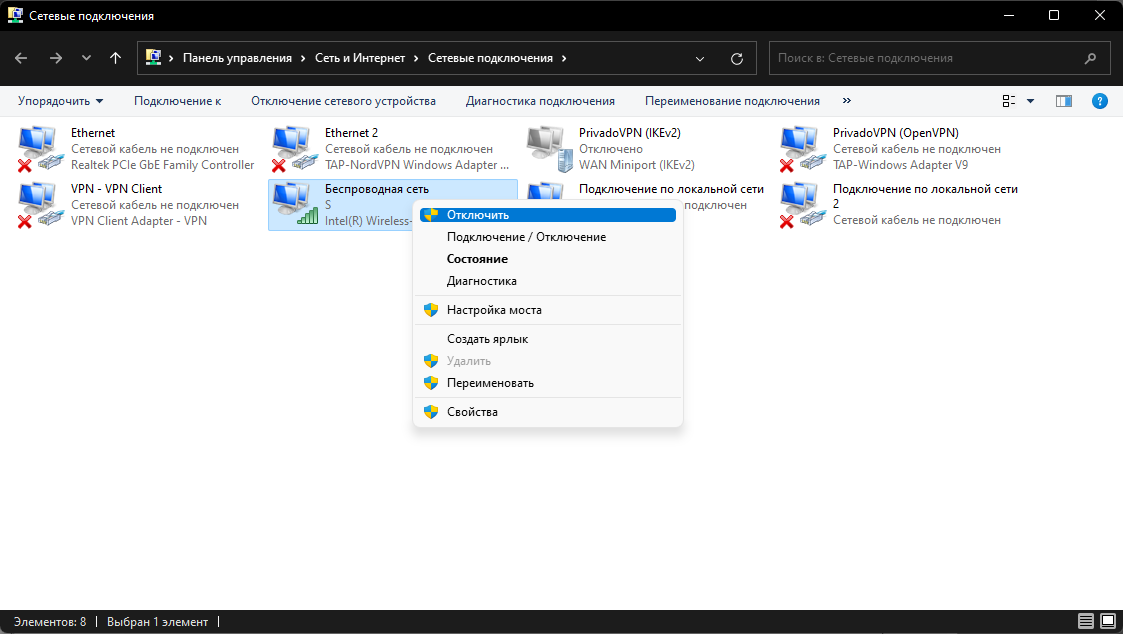 Сетевые подключения
Панель управления > Сеть и Интернет > Сетевые подключения >
Поиск в: Сетевые подключения
Упорядочить Подключение к Отключение сетевого устройства Диагностика подключения Переименование подключения »
Ethernet
Сетевой кабель не подключен
Realtek PCIe GbE Family Controller
Ethernet 2
Сетевой кабель не подключен
TAP-NordVPN Windows Adapter ...
PrivadoVPN (IKEv2)
Отключено
WAN Miniport (IKEv2)
PrivadoVPN (OpenVPN)
Сетевой кабель не подключен
TAP-Windows Adapter V9
VPN - VPN Client
Сетевой кабель не подключен
VPN Client Adapter - VPN
Беспроводная сеть
S
Intel(R) Wireless-
Подключение по локальной сети
подключен
Подключение по локальной сети
2
Сетевой кабель не подключен
Отключить
Подключение / Отключение
Состояние
Диагностика
Настройка моста
Создать ярлык
Удалить
Переименовать
Свойства
Элементов: 8 Выбран 1 элемент